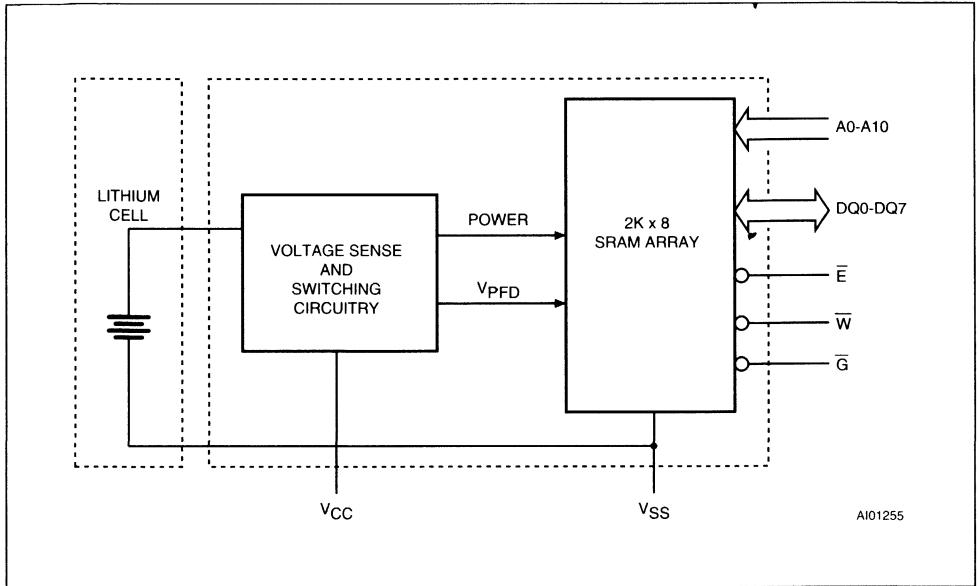 LITHIUM
CELL
VOLTAGE SENSE
AND
SWITCHING
CIRCUITRY
POWER
VPFD
2K x 8
SRAM ARRAY
A0-A10
DQ0-DQ7
E̅
W̅
G̅
VCC
VSS
AI01255